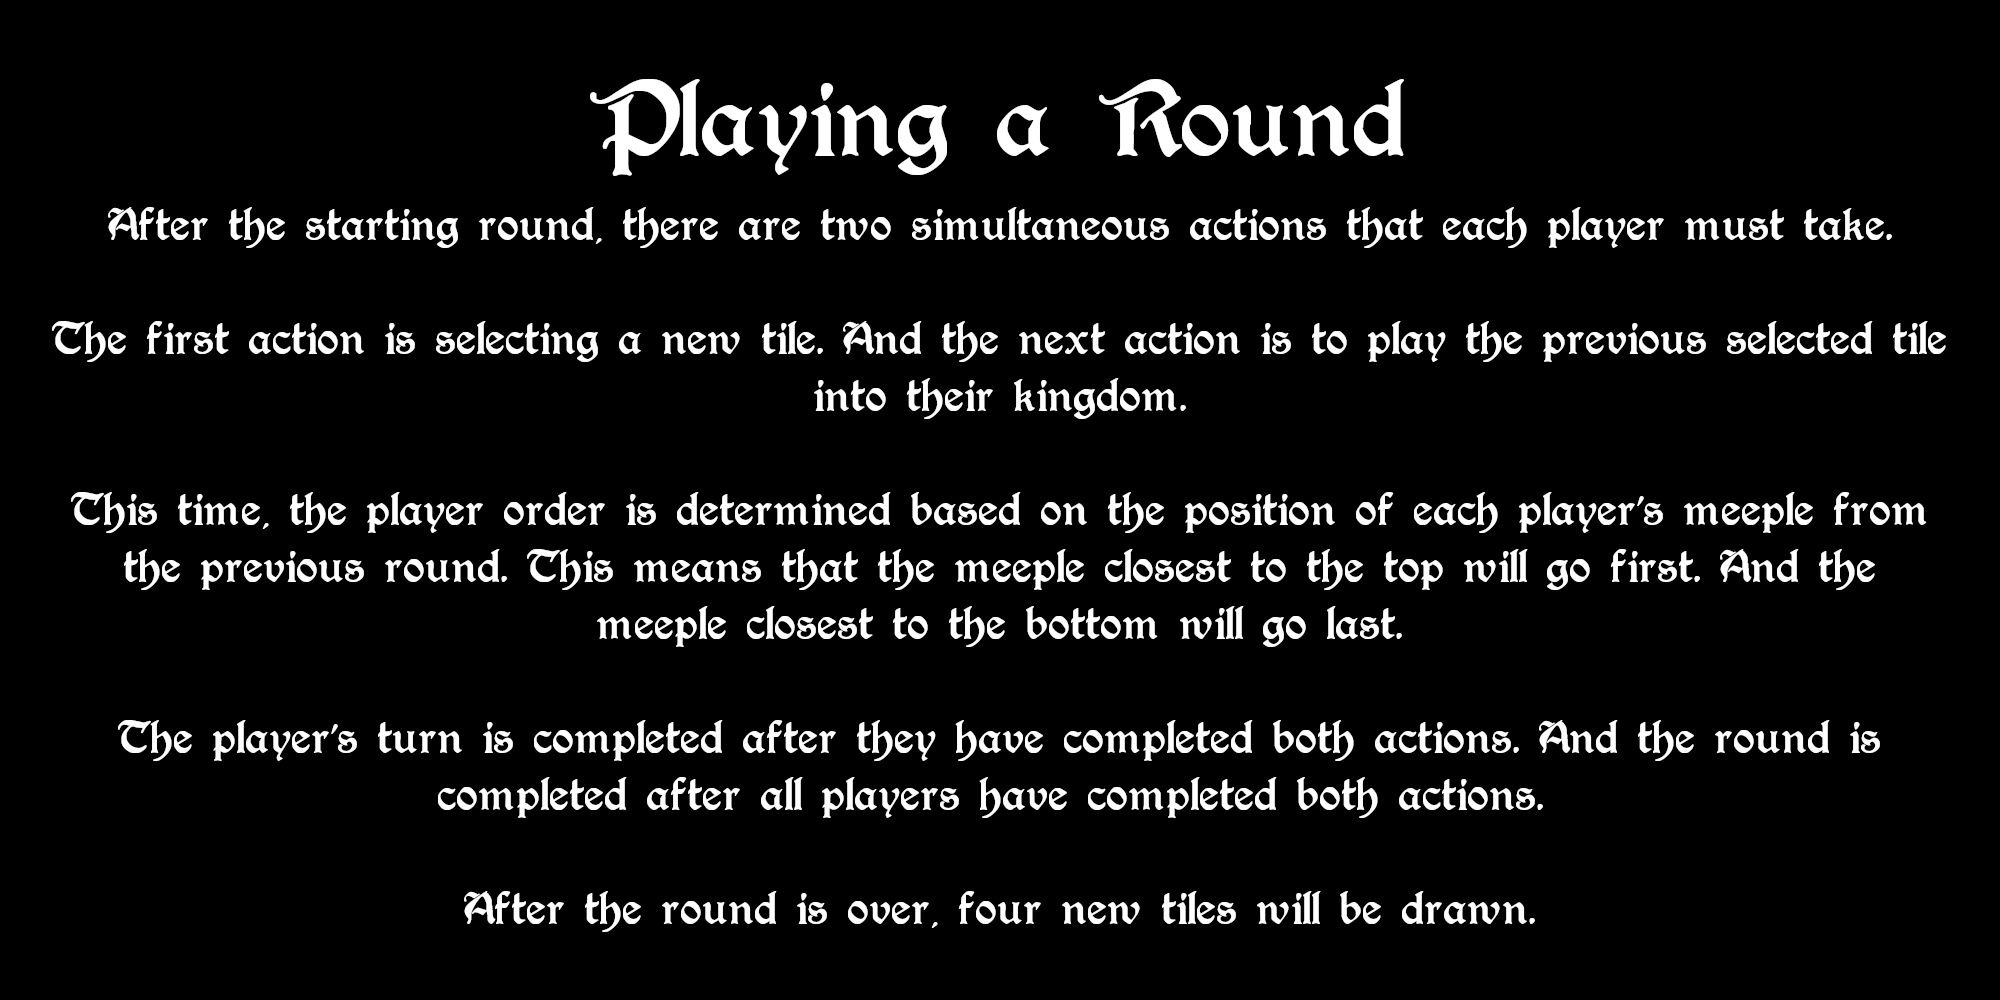 Playing a Round
After the starting round, there are two simultaneous actions that each player must take.
The first action is selecting a new tile. And the next action is to play the previous selected tile
into their kingdom.
This time, the player order is determined based on the position of each player's meeple from
the previous round. This means that the meeple closest to the top will go first. And the
meeple closest to the bottom will go last.
The player's turn is completed after they have completed both actions. And the round is
completed after all players have completed both actions.
After the round is over, four new tiles will be drawn.